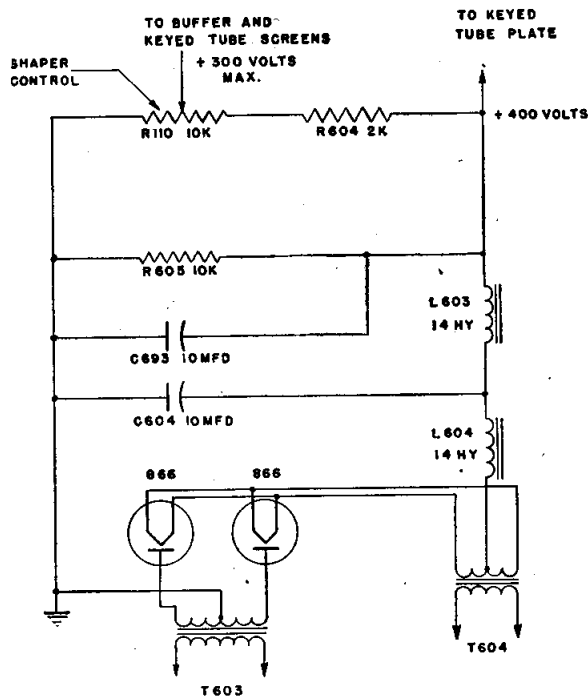 TO BUFFER AND
KEYED TUBE SCREENS
+ 300 VOLTS
MAX.
TO KEYED
TUBE PLATE
SHAPER
CONTROL
R110 10K
R604 2K
+ 400 VOLTS
R605 10K
L603
14 HY
C693 10MFD
C604 10MFD
L604
14 HY
866
866
T603
T604